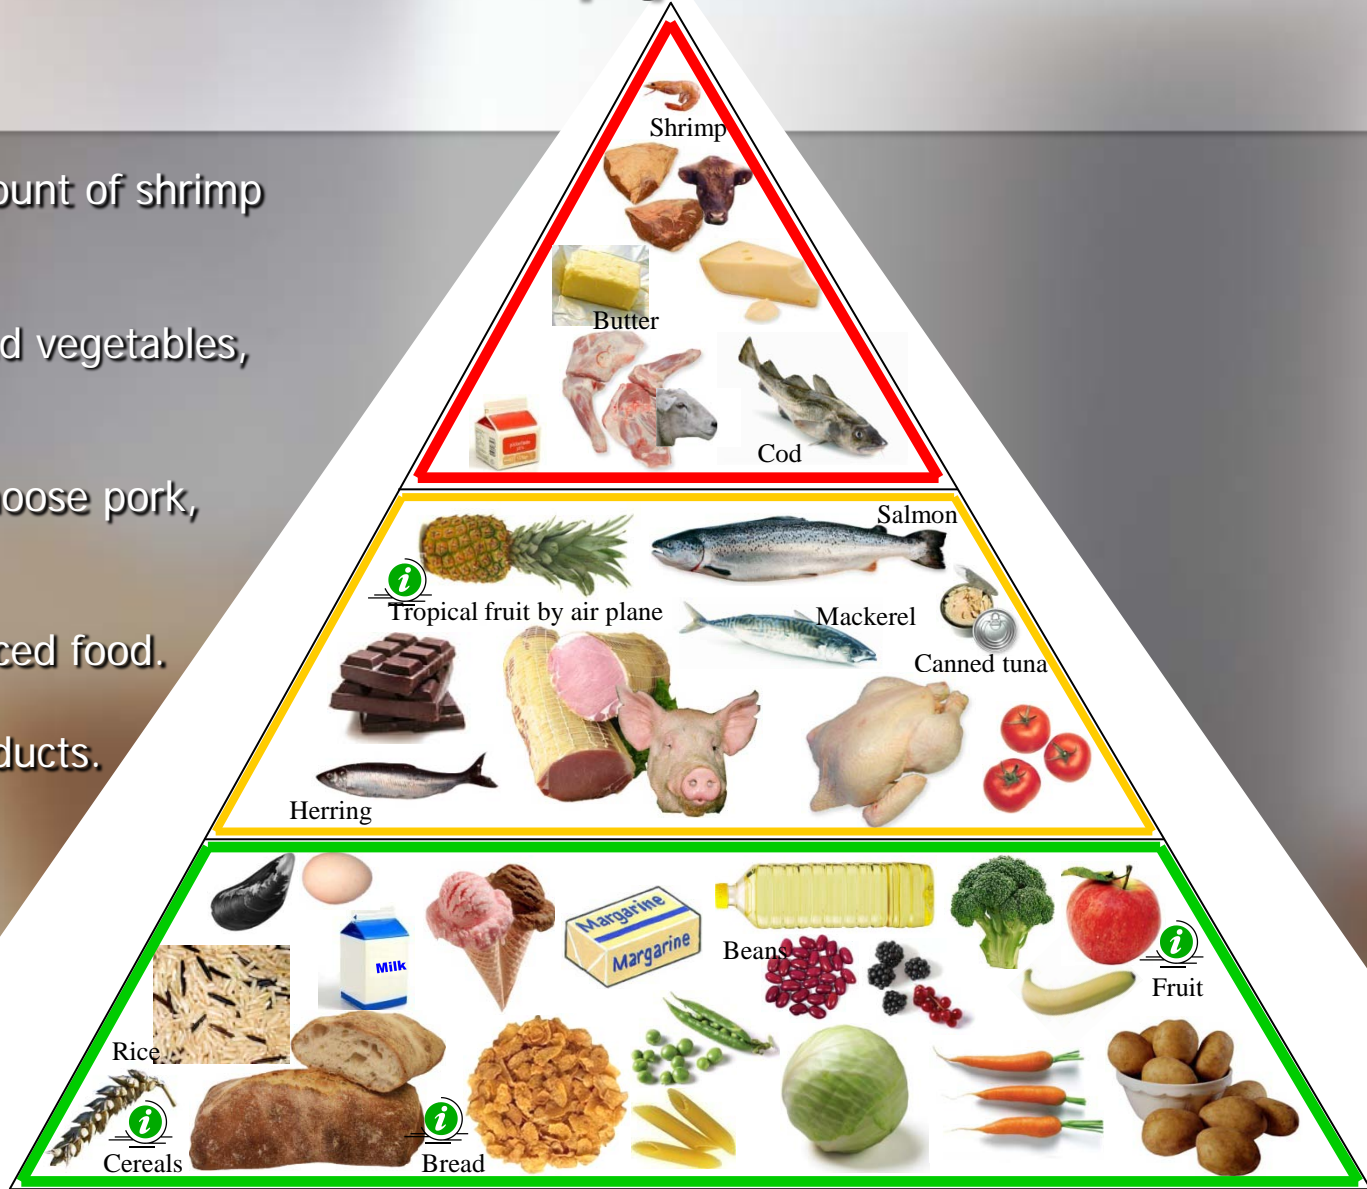 ount of shrimp
d vegetables,
oose pork,
ced food.
ducts.
Shrimp
Butter
Cod
Salmon
Tropical fruit by air plane
Mackerel
Canned tuna
Herring
Milk
Margarine
Margarine
Beans
Fruit
Rice
Cereals
Bread